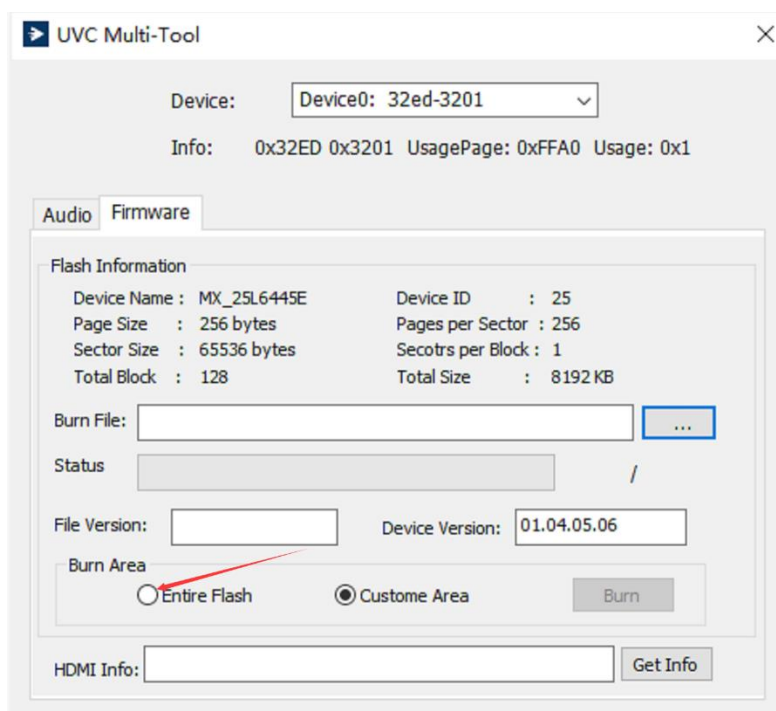 UVC Multi-Tool
Device: Device0: 32ed-3201
Info: 0x32ED 0x3201 UsagePage: 0xFFA0 Usage: 0x1
Audio Firmware
Flash Information
Device Name : MX_25L6445E Device ID : 25
Page Size : 256 bytes Pages per Sector : 256
Sector Size : 65536 bytes Secotrs per Block : 1
Total Block : 128 Total Size : 8192 KB
Burn File: ...
Status /
File Version: Device Version: 01.04.05.06
Burn Area
Entire Flash Custome Area Burn
HDMI Info: Get Info